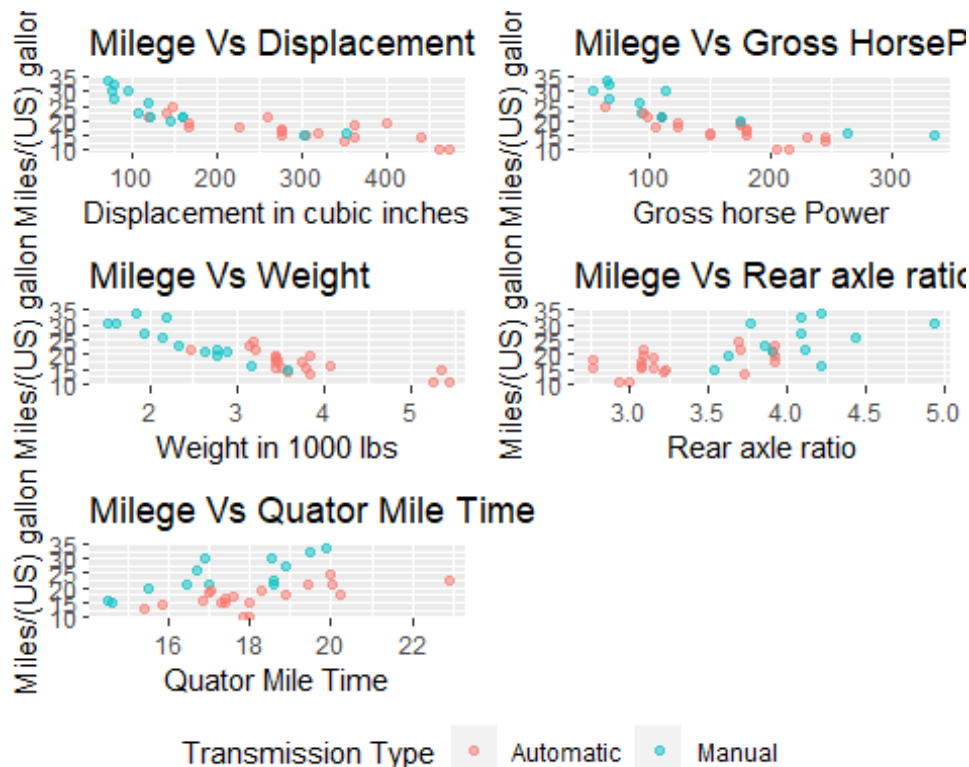 Milege Vs Displacement
Miles/(US) gallon
35
30
25
20
15
10
100 200 300 400
Displacement in cubic inches
Milege Vs Gross HorseP
Miles/(US) gallon
35
30
25
20
15
10
100 200 300
Gross horse Power
Milege Vs Weight
Miles/(US) gallon
35
30
25
20
15
10
2 3 4 5
Weight in 1000 lbs
Milege Vs Rear axle ratio
Miles/(US) gallon
35
30
25
20
15
10
3.0 3.5 4.0 4.5 5.0
Rear axle ratio
Milege Vs Quator Mile Time
Miles/(US) gallon
35
30
25
20
15
10
16 18 20 22
Quator Mile Time
Transmission Type Automatic Manual